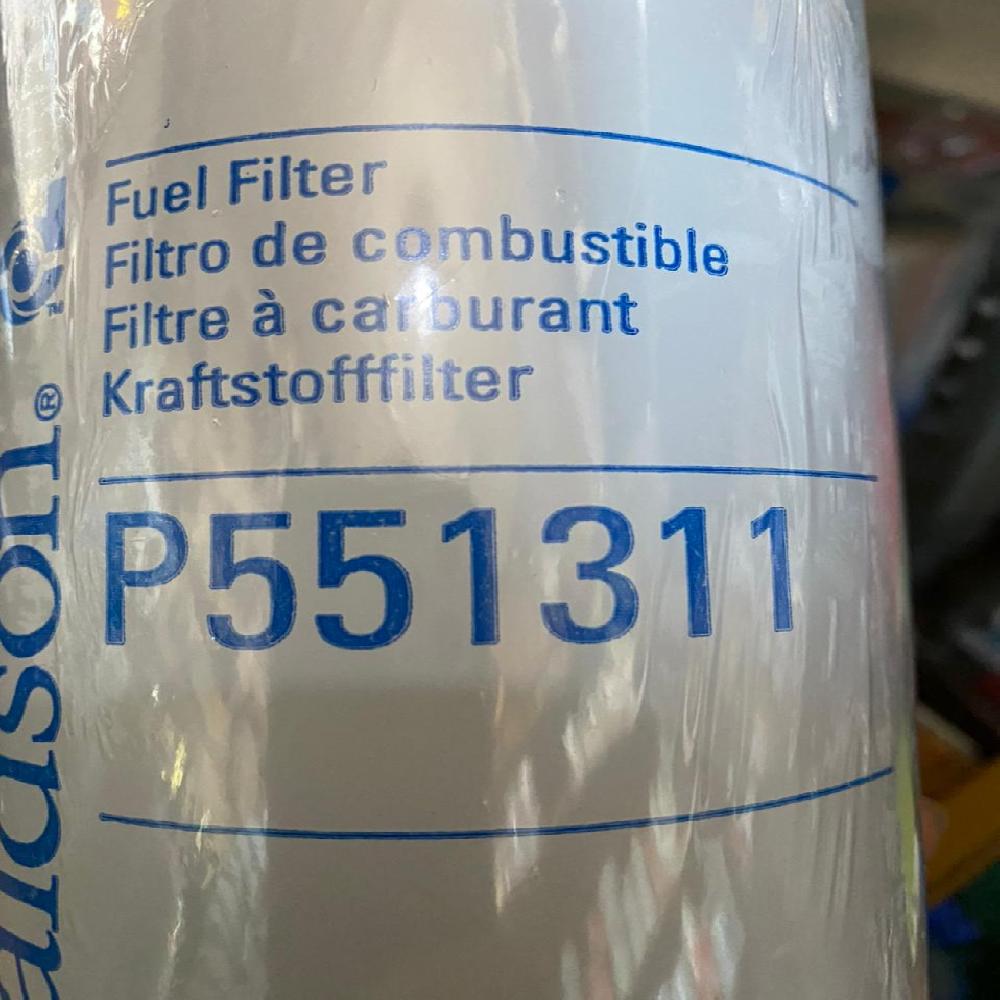 Fuel Filter
Filtro de combustible
Filtre à carburant
Kraftstofffilter
P551311